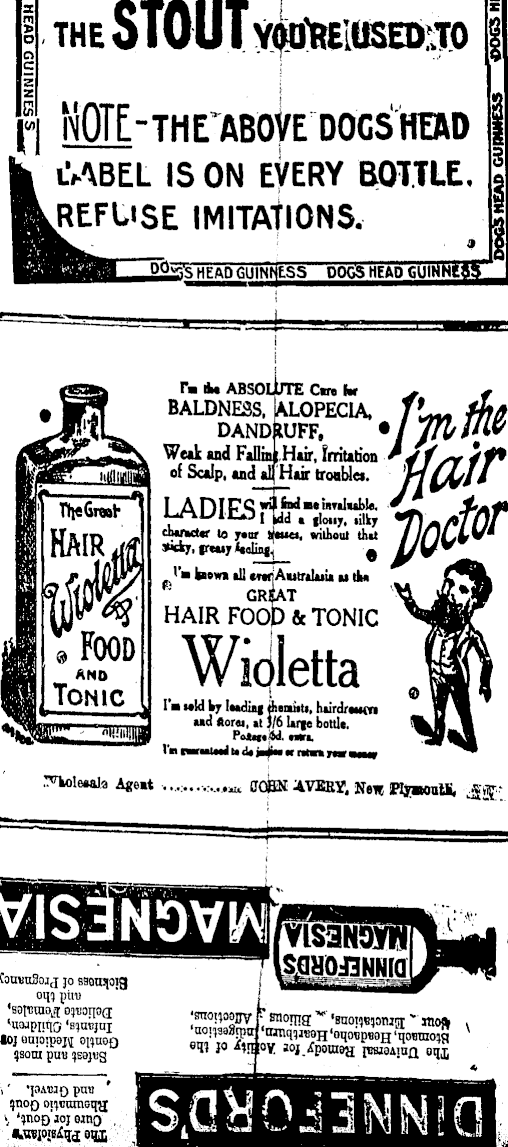 THE STOUT YOU'RE USED TO
NOTE - THE ABOVE DOGS HEAD
LABEL IS ON EVERY BOTTLE.
REFUSE IMITATIONS.
HEAD GUINNESS
DOGS HEAD GUINNESS
DOGS HEAD GUINNESS DOGS HEAD GUINNESS
The Great
HAIR
Wioletta
FOOD
AND
TONIC
I'm the ABSOLUTE Cure for
BALDNESS, ALOPECIA,
DANDRUFF,
Weak and Falling Hair, Irritation
of Scalp, and all Hair troubles.
LADIES will find me invaluable.
I add a glossy, silky
character to your tresses, without that
sticky, greasy feeling.
I'm known all over Australasia as the
GREAT
HAIR FOOD & TONIC
Wioletta
I'm sold by leading chemists, hairdressers
and stores, at 3/6 large bottle.
Postage 6d. extra.
I'm guaranteed to do justice or return your money
I'm the
Hair
Doctor
Wholesale Agent ............ JOHN AVERY, New Plymouth.
DINNEFORD'S
The Physician's
Cure for Gout,
Rheumatic Gout
and Gravel.
The Universal Remedy for Acidity of the
Stomach, Headache, Heartburn, Indigestion,
Sour Eructations, Bilious Affections.
Safest and most
Gentle Medicine for
Infants, Children,
Delicate Females,
and the
Sickness of Pregnancy
DINNEFORDS
MAGNESIA
MAGNESIA